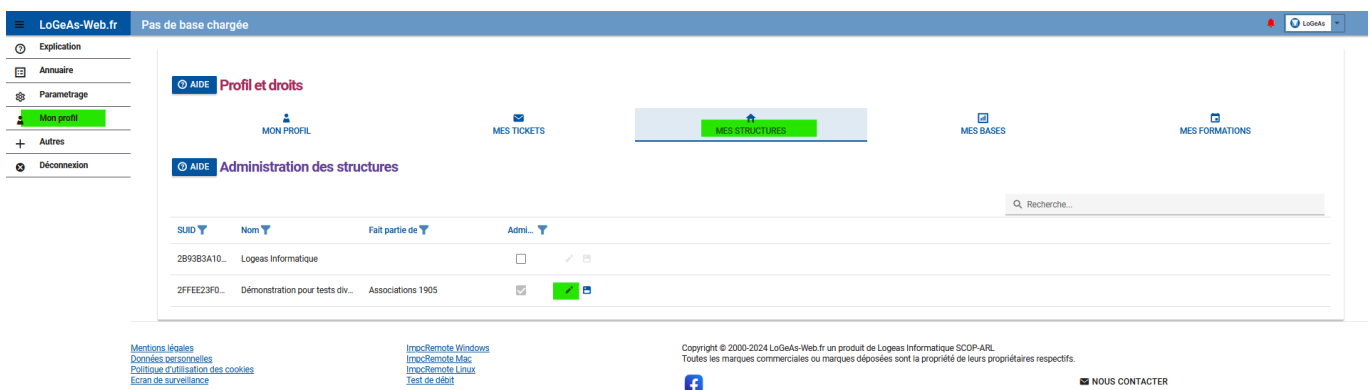 LoGeAs-Web.fr Pas de base chargée LoGeAs
Explication
Annuaire
Parametrage
Mon profil
Autres
Déconnexion
AIDE Profil et droits
MON PROFIL MES TICKETS MES STRUCTURES MES BASES MES FORMATIONS
AIDE Administration des structures
Recherche...
SUID Nom Fait partie de Admi...
2B93B3A10... Logeas Informatique
2FFEE23F0... Démonstration pour tests div... Associations 1905
Mentions légales
Données personnelles
Politique d'utilisation des cookies
Ecran de surveillance
ImpcRemote Windows
ImpcRemote Mac
ImpcRemote Linux
Test de débit
Copyright © 2000-2024 LoGeAs-Web.fr un produit de Logeas Informatique SCOP-ARL
Toutes les marques commerciales ou marques déposées sont la propriété de leurs propriétaires respectifs.
NOUS CONTACTER